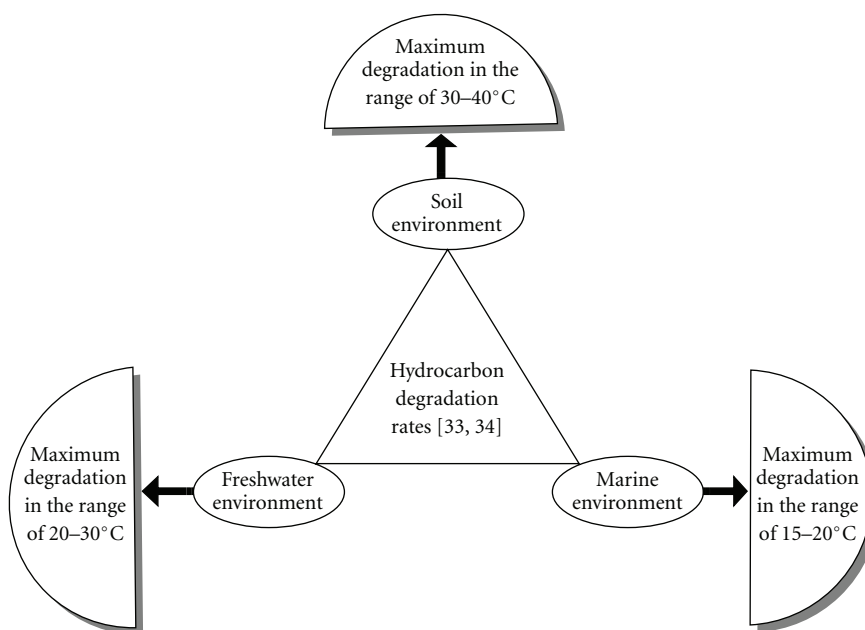 Maximum
degradation in the
range of 30–40°C
Soil
environment
Hydrocarbon
degradation
rates [33, 34]
Maximum
degradation
in the range
of 20–30°C
Freshwater
environment
Marine
environment
Maximum
degradation
in the range
of 15–20°C